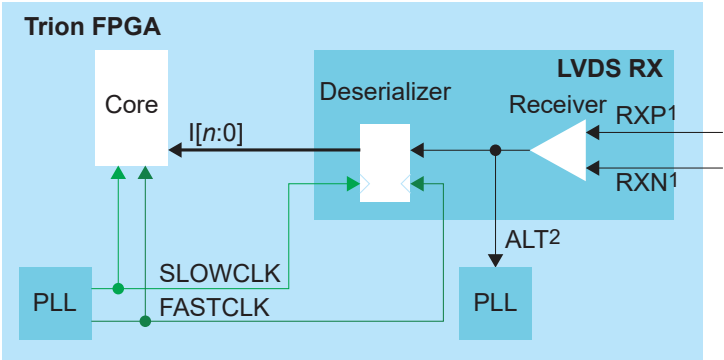 Trion FPGA
LVDS RX
Core
Deserializer
Receiver
RXP1
I[n:0]
RXN1
ALT2
SLOWCLK
PLL
FASTCLK
PLL